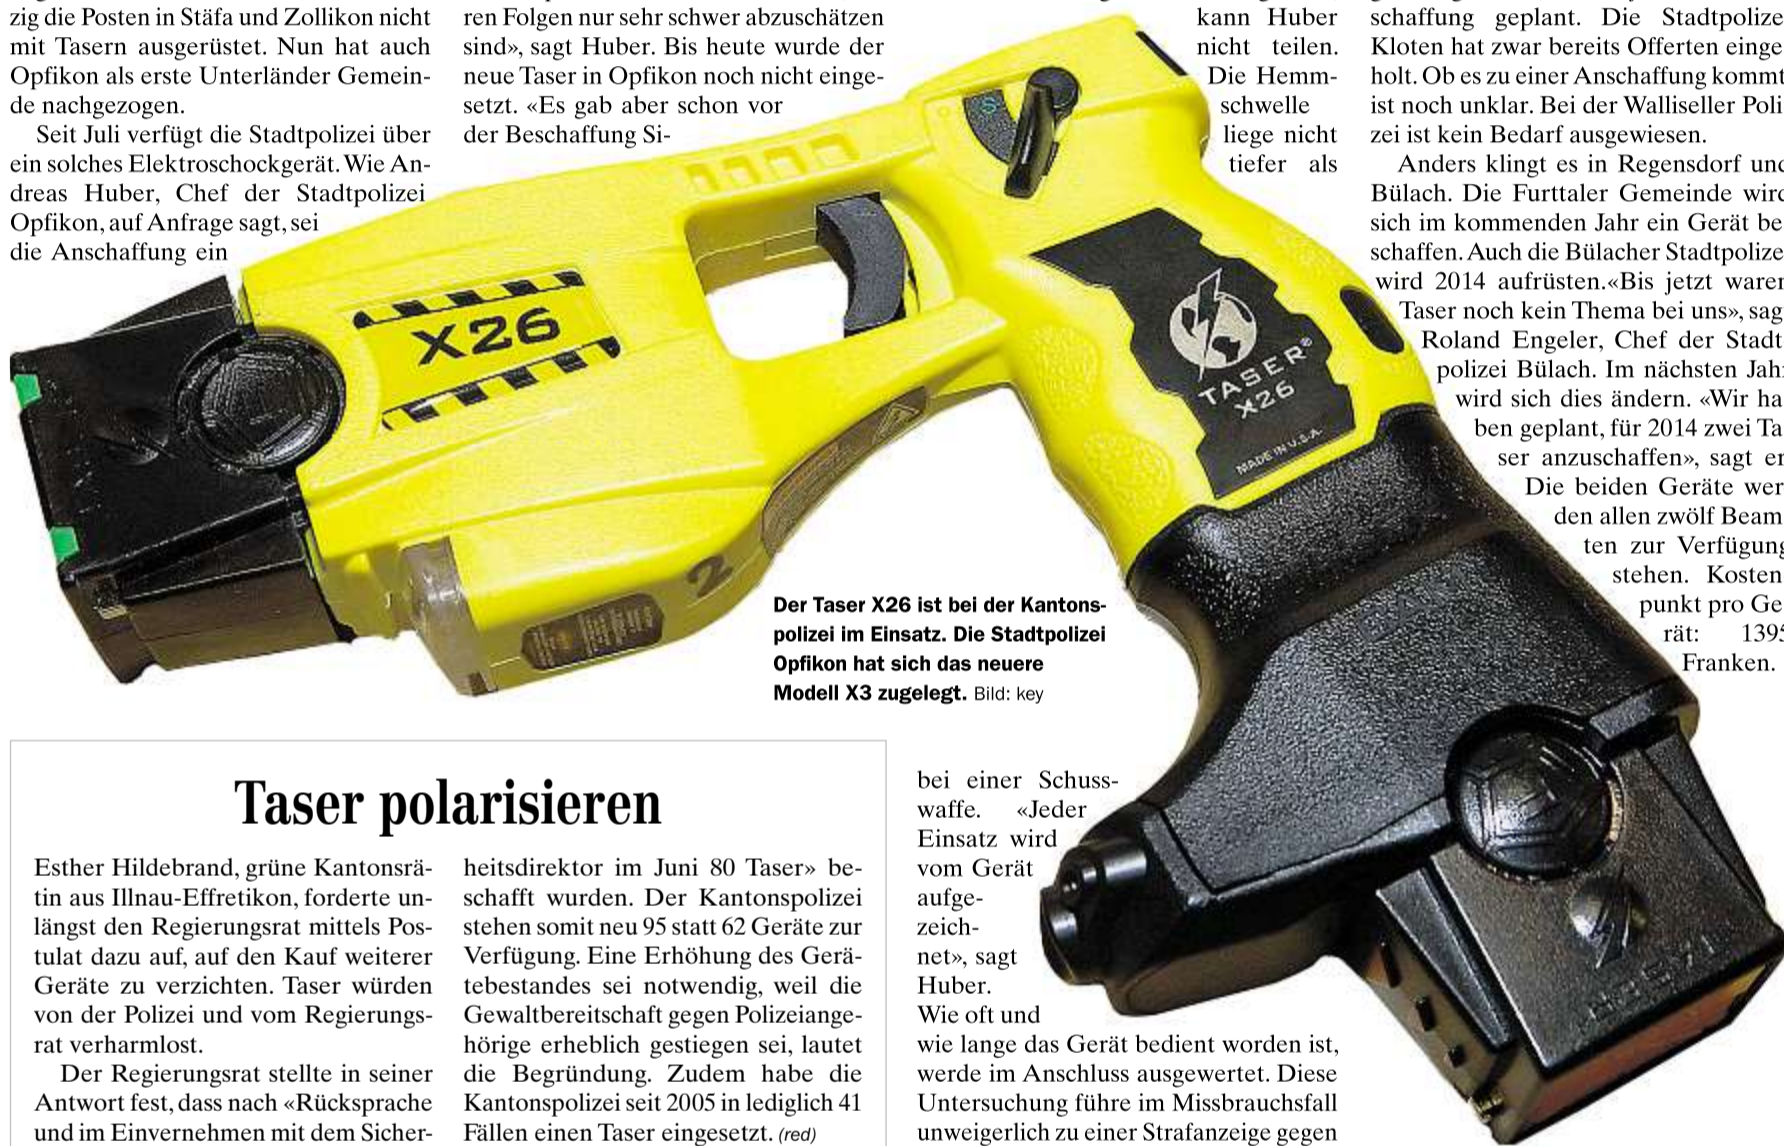 zig die Posten in Stäfa und Zollikon nicht
mit Tasern ausgerüstet. Nun hat auch
Opfikon als erste Unterländer Gemein-
de nachgezogen.
Seit Juli verfügt die Stadtpolizei über
ein solches Elektroschockgerät. Wie An-
dreas Huber, Chef der Stadtpolizei
Opfikon, auf Anfrage sagt, sei
die Anschaffung ein
ren Folgen nur sehr schwer abzuschätzen
sind», sagt Huber. Bis heute wurde der
neue Taser in Opfikon noch nicht einge-
setzt. «Es gab aber schon vor
der Beschaffung Si-
kann Huber
nicht teilen.
Die Hemm-
schwelle
liege nicht
tiefer als
bei einer Schuss-
waffe. «Jeder
Einsatz wird
vom Gerät
aufge-
zeich-
net», sagt
Huber.
Wie oft und
wie lange das Gerät bedient worden ist,
werde im Anschluss ausgewertet. Diese
Untersuchung führe im Missbrauchsfall
unweigerlich zu einer Strafanzeige gegen
schaffung geplant. Die Stadtpolize
Kloten hat zwar bereits Offerten einge
holt. Ob es zu einer Anschaffung kommt
ist noch unklar. Bei der Walliseller Poli
zei ist kein Bedarf ausgewiesen.
Anders klingt es in Regensdorf und
Bülach. Die Furttaler Gemeinde wird
sich im kommenden Jahr ein Gerät be
schaffen. Auch die Bülacher Stadtpolize
wird 2014 aufrüsten.«Bis jetzt waren
Taser noch kein Thema bei uns», sag
Roland Engeler, Chef der Stadt
polizei Bülach. Im nächsten Jahr
wird sich dies ändern. «Wir ha
ben geplant, für 2014 zwei Ta
ser anzuschaffen», sagt er
Die beiden Geräte wer
den allen zwölf Beam
ten zur Verfügung
stehen. Kosten
punkt pro Ge
rät: 1395
Franken.
X26
TASER®
X26
MADE IN U.S.A.
2
Der Taser X26 ist bei der Kantons-
polizei im Einsatz. Die Stadtpolizei
Opfikon hat sich das neuere
Modell X3 zugelegt. Bild: key
Taser polarisieren
Esther Hildebrand, grüne Kantonsrä-
tin aus Illnau-Effretikon, forderte un-
längst den Regierungsrat mittels Pos-
tulat dazu auf, auf den Kauf weiterer
Geräte zu verzichten. Taser würden
von der Polizei und vom Regierungs-
rat verharmlost.
Der Regierungsrat stellte in seiner
Antwort fest, dass nach «Rücksprache
und im Einvernehmen mit dem Sicher-
heitsdirektor im Juni 80 Taser» be-
schafft wurden. Der Kantonspolizei
stehen somit neu 95 statt 62 Geräte zur
Verfügung. Eine Erhöhung des Gerä-
tebestandes sei notwendig, weil die
Gewaltbereitschaft gegen Polizeiange-
hörige erheblich gestiegen sei, lautet
die Begründung. Zudem habe die
Kantonspolizei seit 2005 in lediglich 41
Fällen einen Taser eingesetzt. (red)